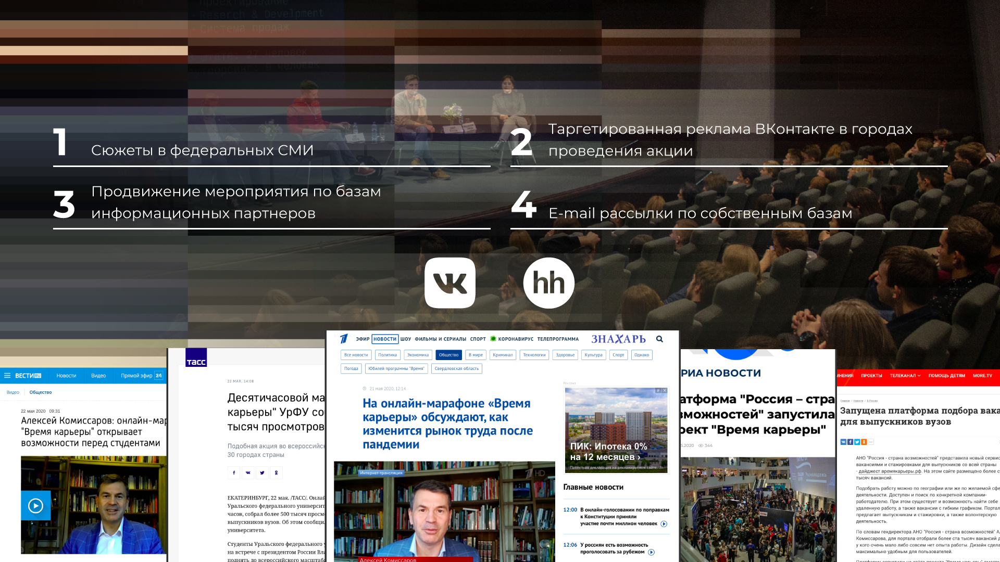 проектирование
Resarch & Develpment
Система продаж
1
Сюжеты в федеральных СМИ
2
Таргетированная реклама ВКонтакте в городах
проведения акции
3
Продвижение мероприятия по базам
информационных партнеров
4
E-mail рассылки по собственным базам
hh
ВЕСТИ.RU
Новости Видео Прямой эфир 24
Видео Общество
22 мая 2020 09:31
Алексей Комиссаров: онлайн-мар
"Время карьеры" открывает
возможности перед студентами
тасс
22 МАЯ, 14:08
Десятичасовой ма
карьеры" УрФУ со
тысяч просмотров
Подобная акция во всероссийск
30 городах страны
ЕКАТЕРИНБУРГ, 22 мая. /ТАСС/. Онлай
Уральского федерального университ
часов, собрал более 500 тысяч просм
выпускников вузов. Об этом сообщи
университета.
Студенты Уральского федерального у
на встрече с президентом России Вла
поднять до всероссийского масштаба
ЭФИР НОВОСТИ ШОУ ФИЛЬМЫ И СЕРИАЛЫ СПОРТ КОРОНАВИРУС ТЕЛЕПРОГРАММА ЗНАХАРЬ
Все новости Политика Экономика Общество В мире Криминал Технологии Здоровье Культура Спорт Однако
Погода Юбилей программы "Время" Свердловская область
21 мая 2020, 12:14
На онлайн-марафоне «Время
карьеры» обсуждают, как
изменится рынок труда после
пандемии
Интернет-трансляция
HD
Алексей Комиссаров
Реклама
ПИК: Ипотека 0%
на 12 месяцев ›
Проектная декларация на рекламируемом сайте.
Главные новости
12:00 В онлайн-голосовании по поправкам
к Конституции приняли
участие почти миллион человек
12:06 У россиян есть возможность
проголосовать за рубежом
РИА НОВОСТИ
атформа "Россия – стра
зможностей" запустила
оект "Время карьеры"
5.2020 344
МНЕНИЯ ПРОЕКТЫ ТЕЛЕКАНАЛ ПОМОЩЬ ДЕТЯМ MORE.TV
Главная / Новости / В России
Запущена платформа подбора вака
для выпускников вузов
АНО "Россия - страна возможностей" представила новый сервис
вакансиями и стажировками для выпускников со всей страны
- дайджест.времякарьеры.рф. На этом сайте размещено более с
тысяч вакансий.
Подобрать работу можно по географии или же по желаемой сфе
деятельности. Доступен и поиск по конкретной компании-
работодателю. При этом существует и возможность найти себе
удаленную работу, а также вакансии с гибким графиком. Портал
предлагает выпускникам и стажировки, а также волонтерскую
деятельность.
По словам гендиректора АНО "Россия - страна возможностей" А
Комиссарова, для портала отобрали более ста тысяч вакансий д
у кого очень мало либо совсем нет опыта работы. Дизайн сдела
максимально удобным для пользователей.